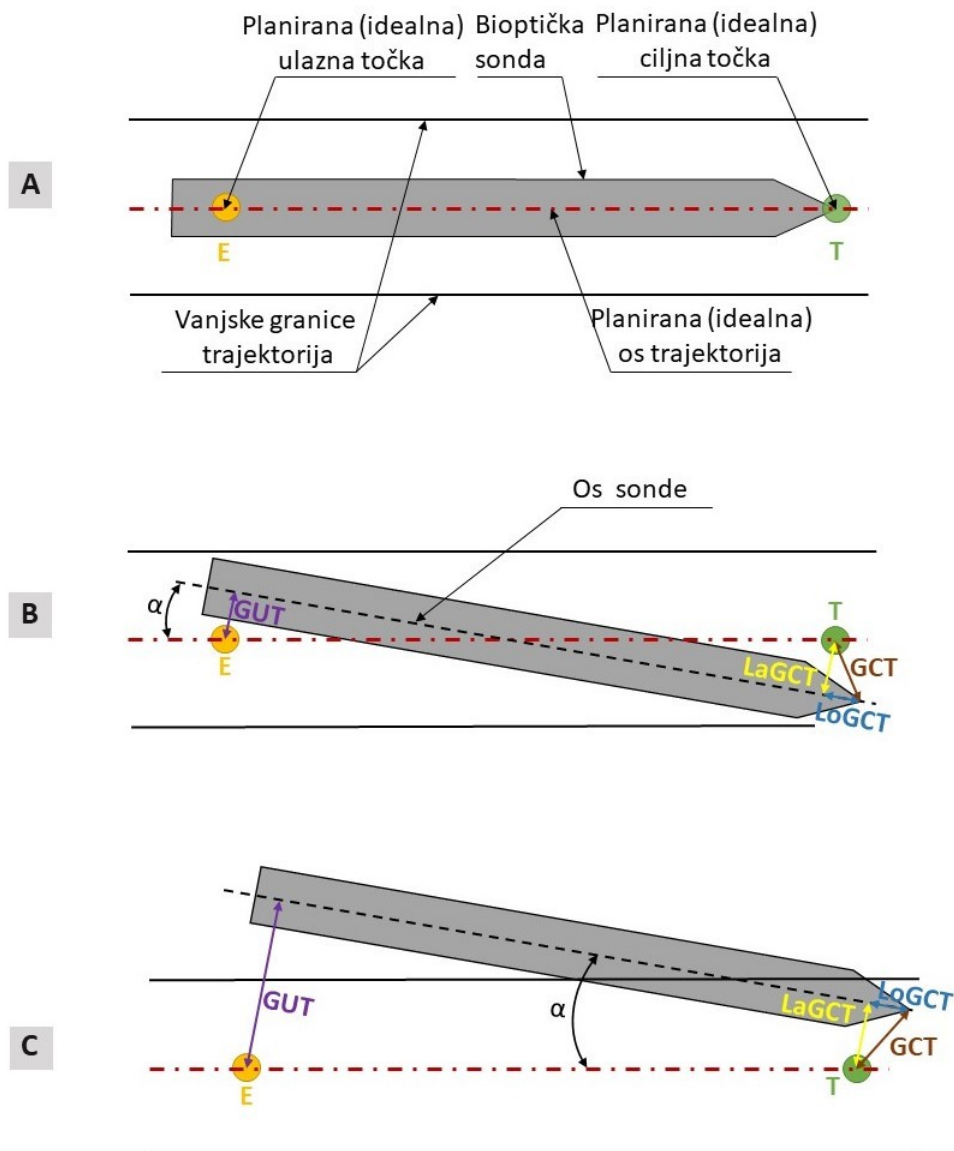 Planirana (idealna)
ulazna točka
Bioptička
sonda
Planirana (idealna)
ciljna točka
A
E
T
Vanjske granice
trajektorija
Planirana (idealna)
os trajektorija
Os sonde
B
α
GUT
E
T
LaGCT
GCT
LoGCT
C
GUT
α
LaGCT
LoGCT
GCT
E
T